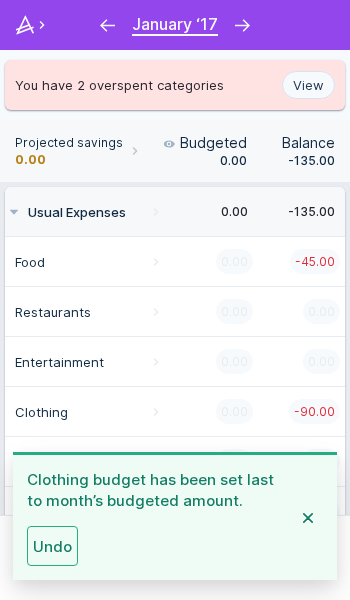 January ‘17
You have 2 overspent categories
View
Projected savings
0.00
Budgeted
0.00
Balance
-135.00
Usual Expenses
0.00
-135.00
Food
0.00
-45.00
Restaurants
0.00
0.00
Entertainment
0.00
0.00
Clothing
0.00
-90.00
Clothing budget has been set last
to month’s budgeted amount.
Undo